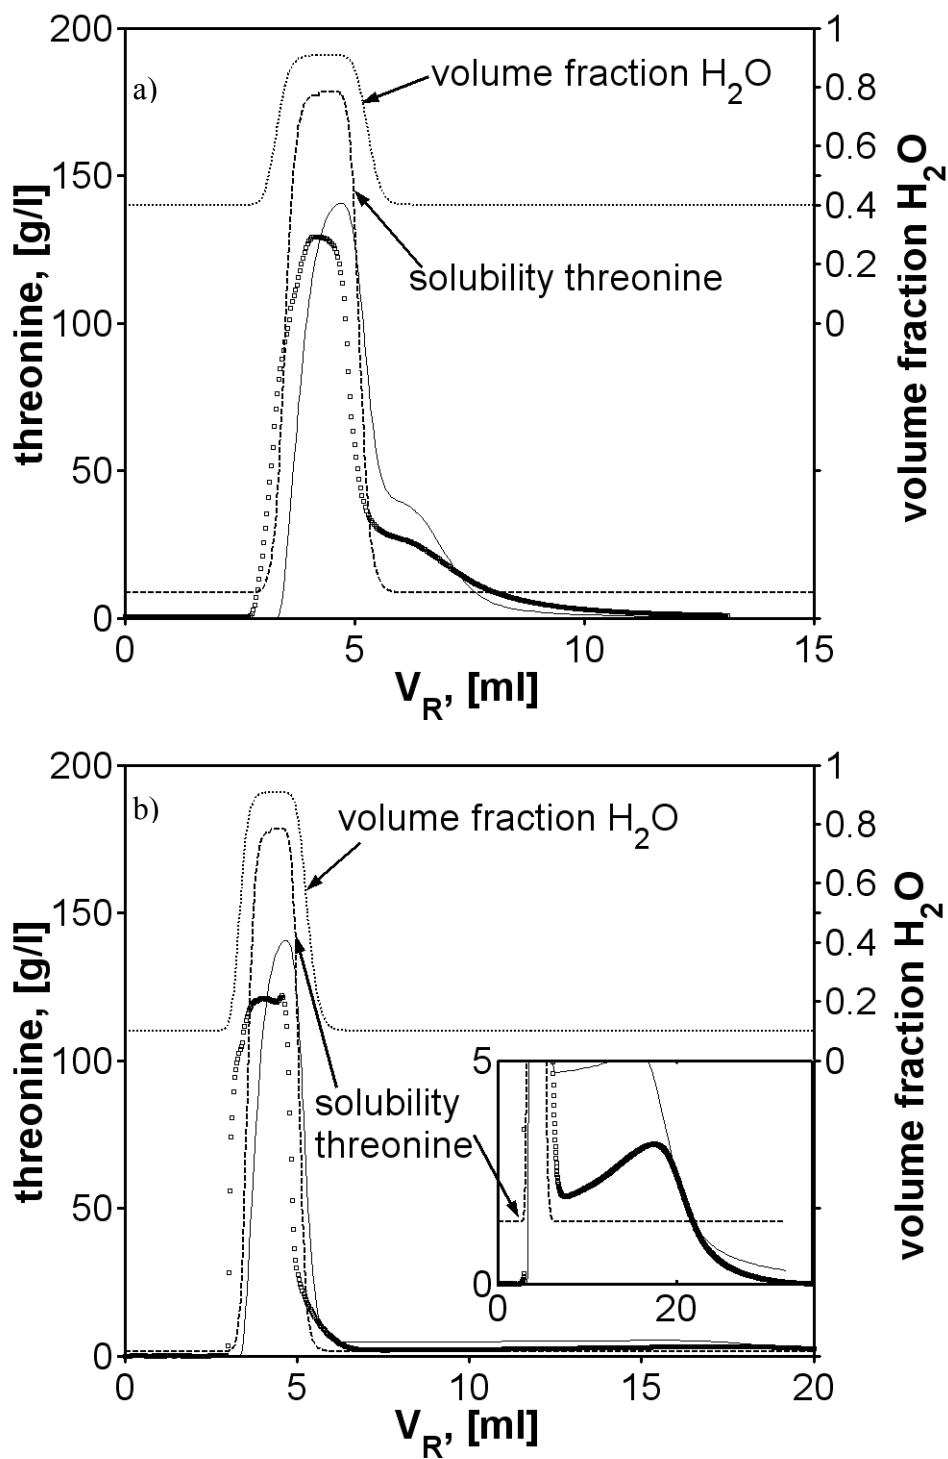 a)
200
150
100
50
0
threonine, [g/l]
volume fraction H2O
solubility threonine
1
0.8
0.6
0.4
0.2
0
volume fraction H2O
0 5 10 15
VR, [ml]
b)
200
150
100
50
0
threonine, [g/l]
volume fraction H2O
solubility
threonine
5
0
0 20
1
0.8
0.6
0.4
0.2
0
volume fraction H2O
0 5 10 15 20
VR, [ml]